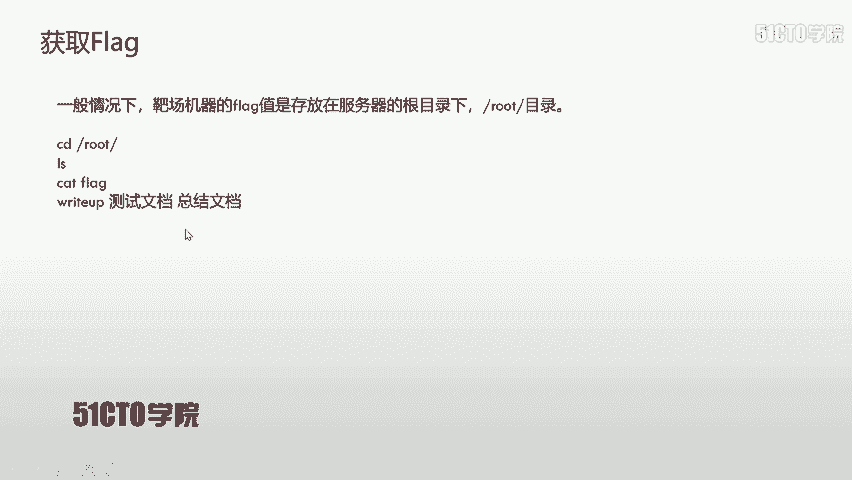 获取Flag
51CTO学院
一般情况下，靶场机器的flag值是存放在服务器的根目录下，/root/目录。
cd /root/
ls
cat flag
writeup 测试文档 总结文档
51CTO学院